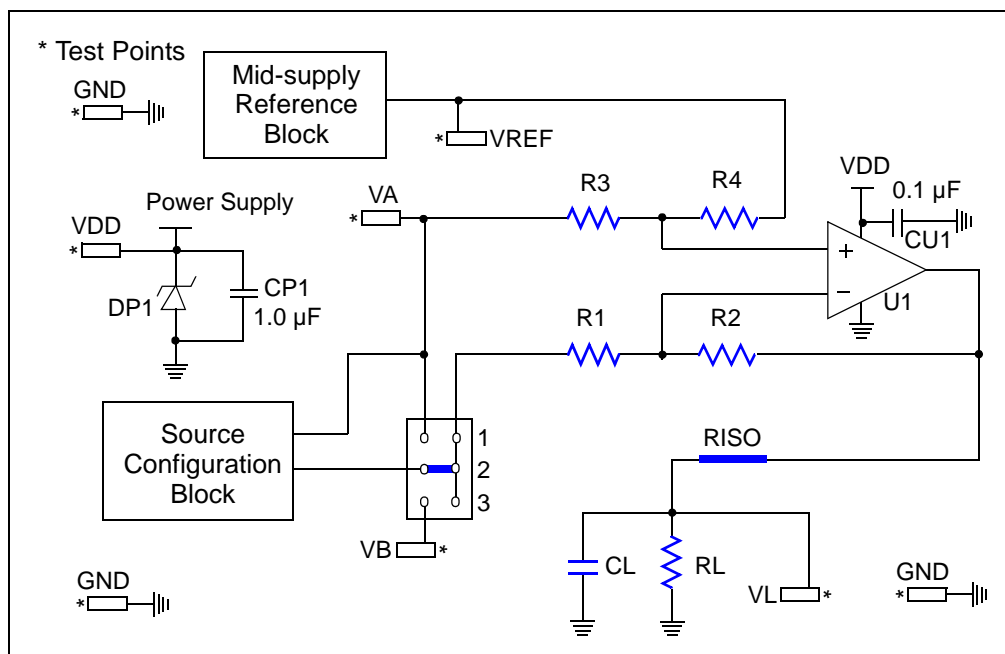 * Test Points
GND
*
Mid-supply
Reference
Block
* VREF
VA
*
R3
R4
VDD
0.1 µF
CU1
+
−
U1
Power Supply
VDD
*
DP1
CP1
1.0 µF
R1
R2
Source
Configuration
Block
1
2
3
VB
*
RISO
CL
RL
VL
*
GND
*
GND
*